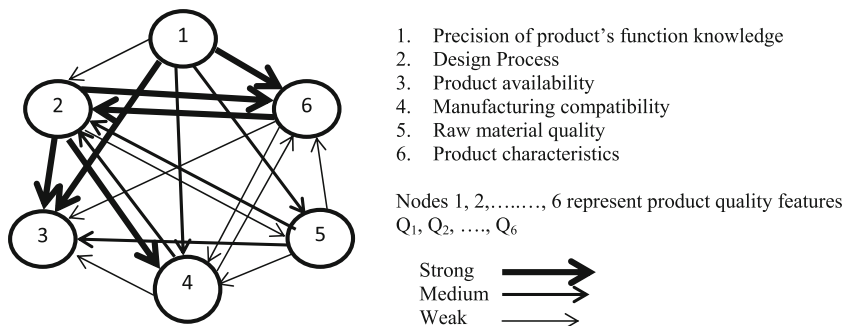 1
2
6
3
5
4
1. Precision of product's function knowledge
2. Design Process
3. Product availability
4. Manufacturing compatibility
5. Raw material quality
6. Product characteristics
Nodes 1, 2,…..…, 6 represent product quality features
Q₁, Q₂, …., Q₆
Strong
Medium
Weak